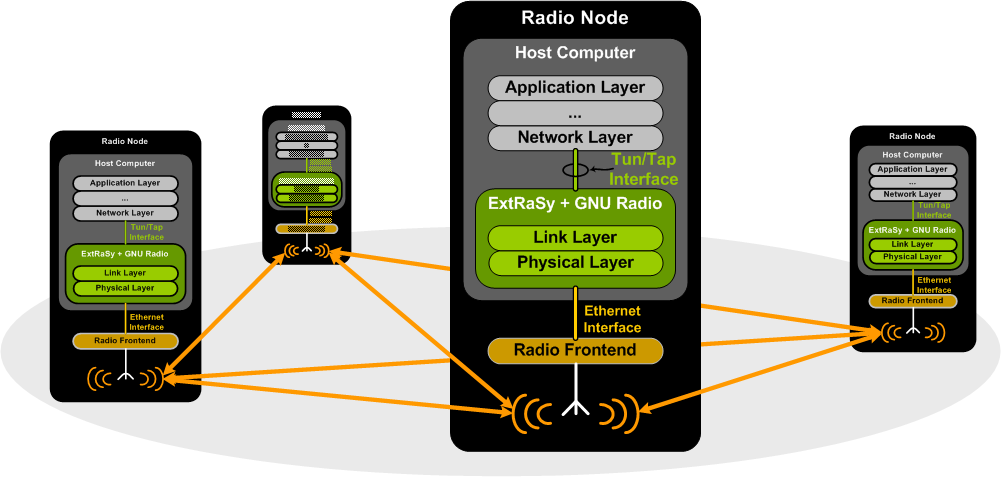 Radio Node
Host Computer
Application Layer
...
Network Layer
Tun/Tap
Interface
ExtRaSy + GNU Radio
Link Layer
Physical Layer
Ethernet
Interface
Radio Frontend
Radio Node
Host Computer
Application Layer
...
Network Layer
Tun/Tap
Interface
ExtRaSy + GNU Radio
Link Layer
Physical Layer
Ethernet
Interface
Radio Frontend
Radio Node
Host Computer
Application Layer
...
Network Layer
Tun/Tap
Interface
ExtRaSy + GNU Radio
Link Layer
Physical Layer
Ethernet
Interface
Radio Frontend